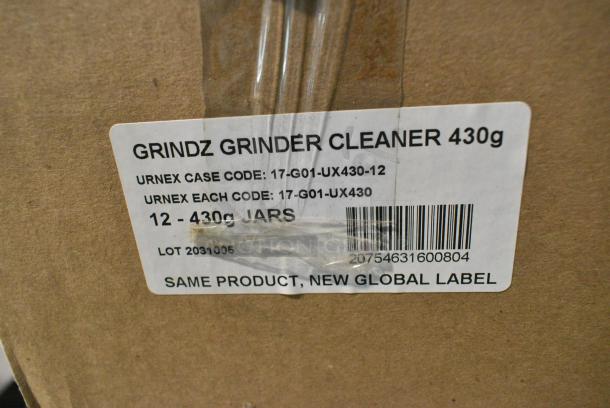 GRINDZ GRINDER CLEANER 430g
URNEX CASE CODE: 17-G01-UX430-12
URNEX EACH CODE: 17-G01-UX430
12 - 430g JARS
LOT 2031006
20754631600804
SAME PRODUCT, NEW GLOBAL LABEL